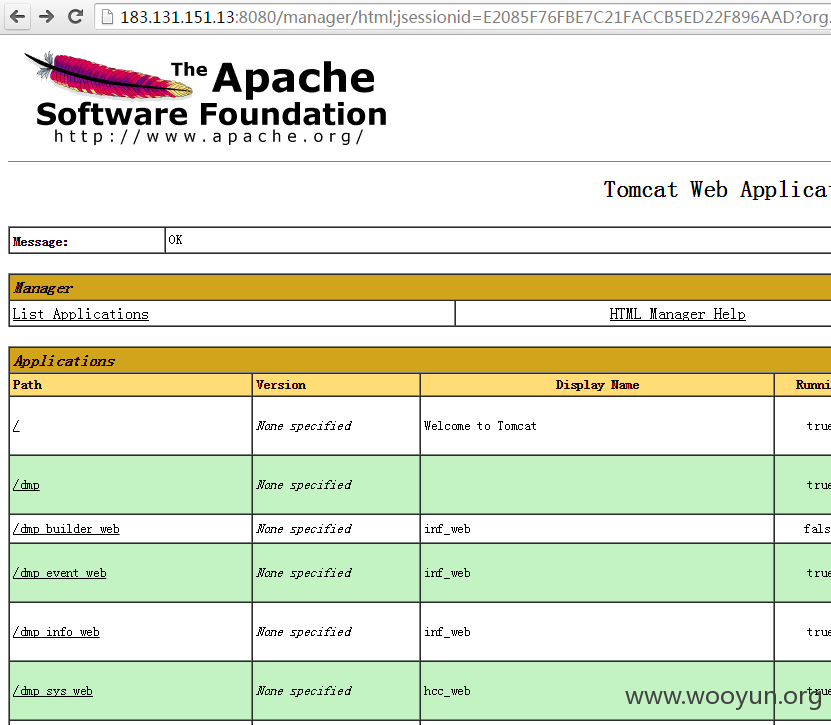 183.131.151.13:8080/manager/html;jsessionid=E2085F76FBE7C21FACCB5ED22F896AAD?org.
The Apache
Software Foundation
http://www.apache.org/
Tomcat Web Applicat
Message: OK
Manager
List Applications HTML Manager Help
Applications
Path Version Display Name Runni
/ None specified Welcome to Tomcat true
/dmp None specified true
/dmp_builder_web None specified inf_web fals
/dmp_event_web None specified inf_web true
/dmp_info_web None specified inf_web true
/dmp_sys_web None specified hcc_web true
www.wooyun.org